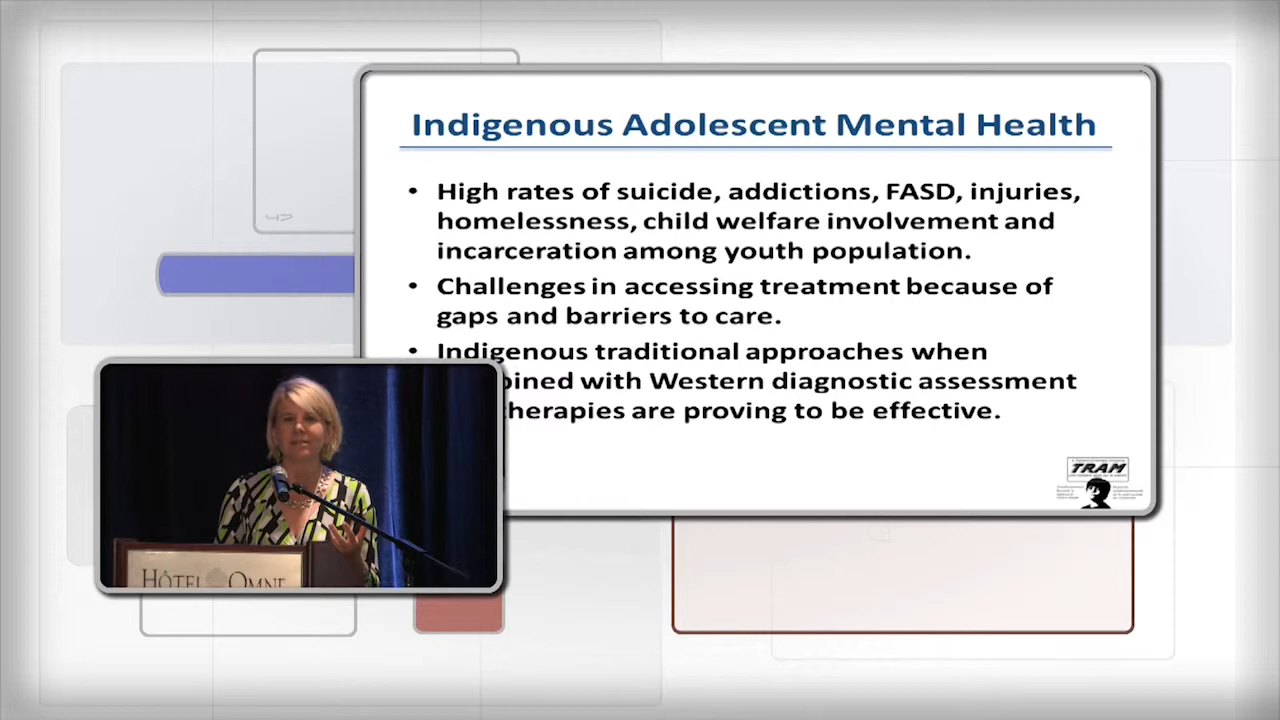 Indigenous Adolescent Mental Health
• High rates of suicide, addictions, FASD, injuries,
homelessness, child welfare involvement and
incarceration among youth population.
• Challenges in accessing treatment because of
gaps and barriers to care.
• Indigenous traditional approaches when
with Western diagnostic assessment
therapies are proving to be effective.
TRAM
HÔTEL OMNI